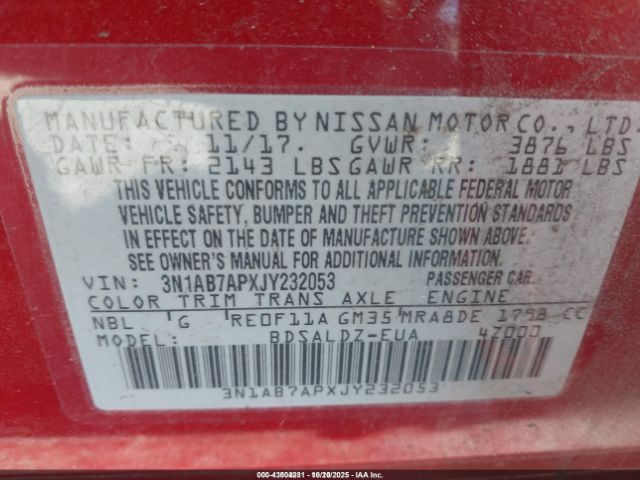 MANUFACTURED BY NISSAN MOTOR CO., LTD
DATE: 11/17. GVWR: 3876 LBS
GAWR FR: 2143 LBS GAWR RR: 1881 LBS
THIS VEHICLE CONFORMS TO ALL APPLICABLE FEDERAL MOTOR
VEHICLE SAFETY, BUMPER AND THEFT PREVENTION STANDARDS
IN EFFECT ON THE DATE OF MANUFACTURE SHOWN ABOVE.
SEE OWNER'S MANUAL FOR ADDITIONAL INFORMATION.
VIN: 3N1AB7APXJY232053 PASSENGER CAR
COLOR TRIM TRANS AXLE ENGINE
NBL G RE0F11A GM35 MRA8DE 1798 CC
MODEL: BDSALDZ-EUA 4Z000
3N1AB7APXJY232053